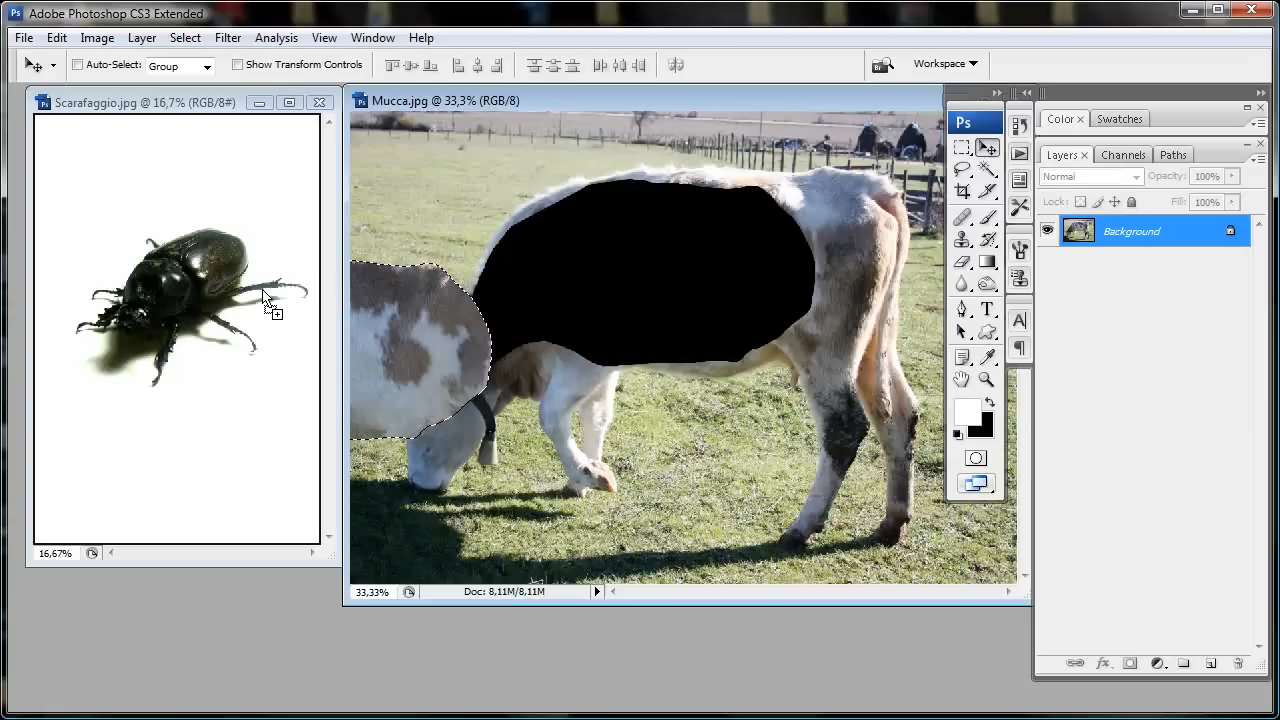 Ps Adobe Photoshop CS3 Extended
File Edit Image Layer Select Filter Analysis View Window Help
Auto-Select: Group Show Transform Controls Workspace
Scarafaggio.jpg @ 16,7% (RGB/8#)
Mucca.jpg @ 33,3% (RGB/8)
Ps
Color Swatches
Layers Channels Paths
Normal Opacity: 100%
Lock: Fill: 100%
Background
T
A
16,67%
33,33% Doc: 8,11M/8,11M
fx